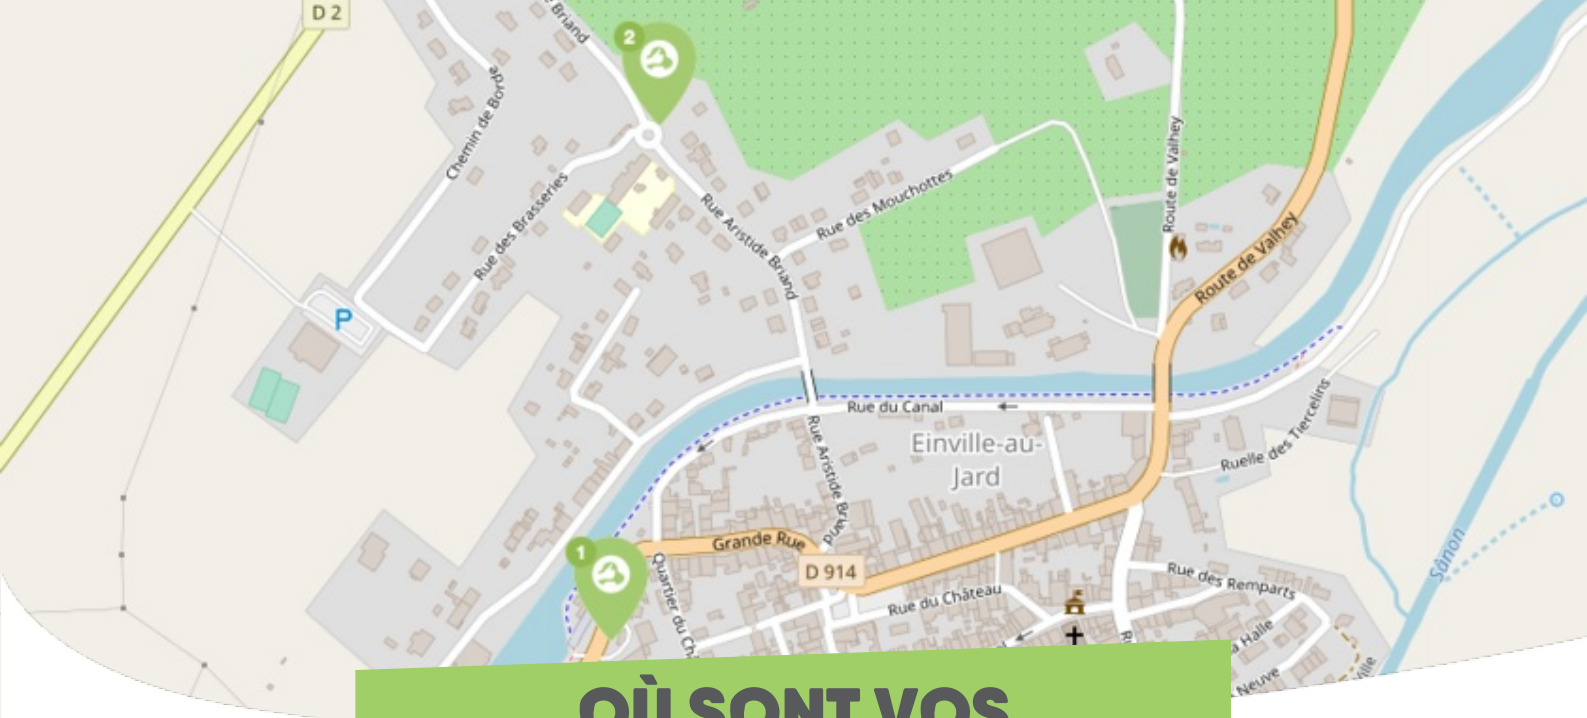 D 2
Briand
2
Chemin de Borde
Rue des Brasseries
Rue Aristide Briand
Rue des Mouchottes
Route de Valhey
Route de Valhey
P
Rue du Canal
Einville-au-
Jard
Rue Aristide Briand
Ruelle des Tiercelins
Sânon
1
Grande Rue
D 914
Quartier du Châ
Rue du Château
Rue des Remparts
Halle
Neuve
OÙ SONT VOS